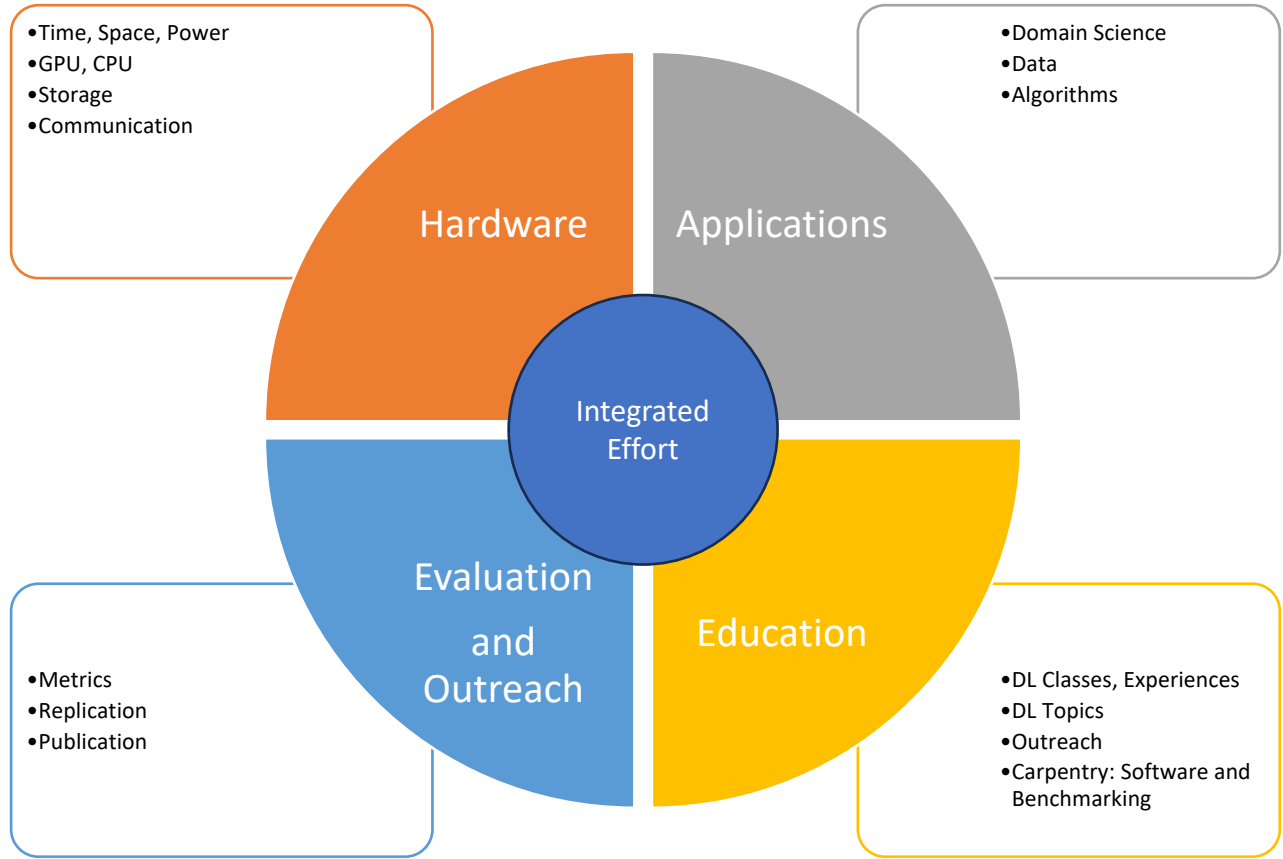 •Time, Space, Power
•GPU, CPU
•Storage
•Communication
•Domain Science
•Data
•Algorithms
Hardware
Applications
Integrated
Effort
Evaluation
and
Outreach
Education
•Metrics
•Replication
•Publication
•DL Classes, Experiences
•DL Topics
•Outreach
•Carpentry: Software and
Benchmarking